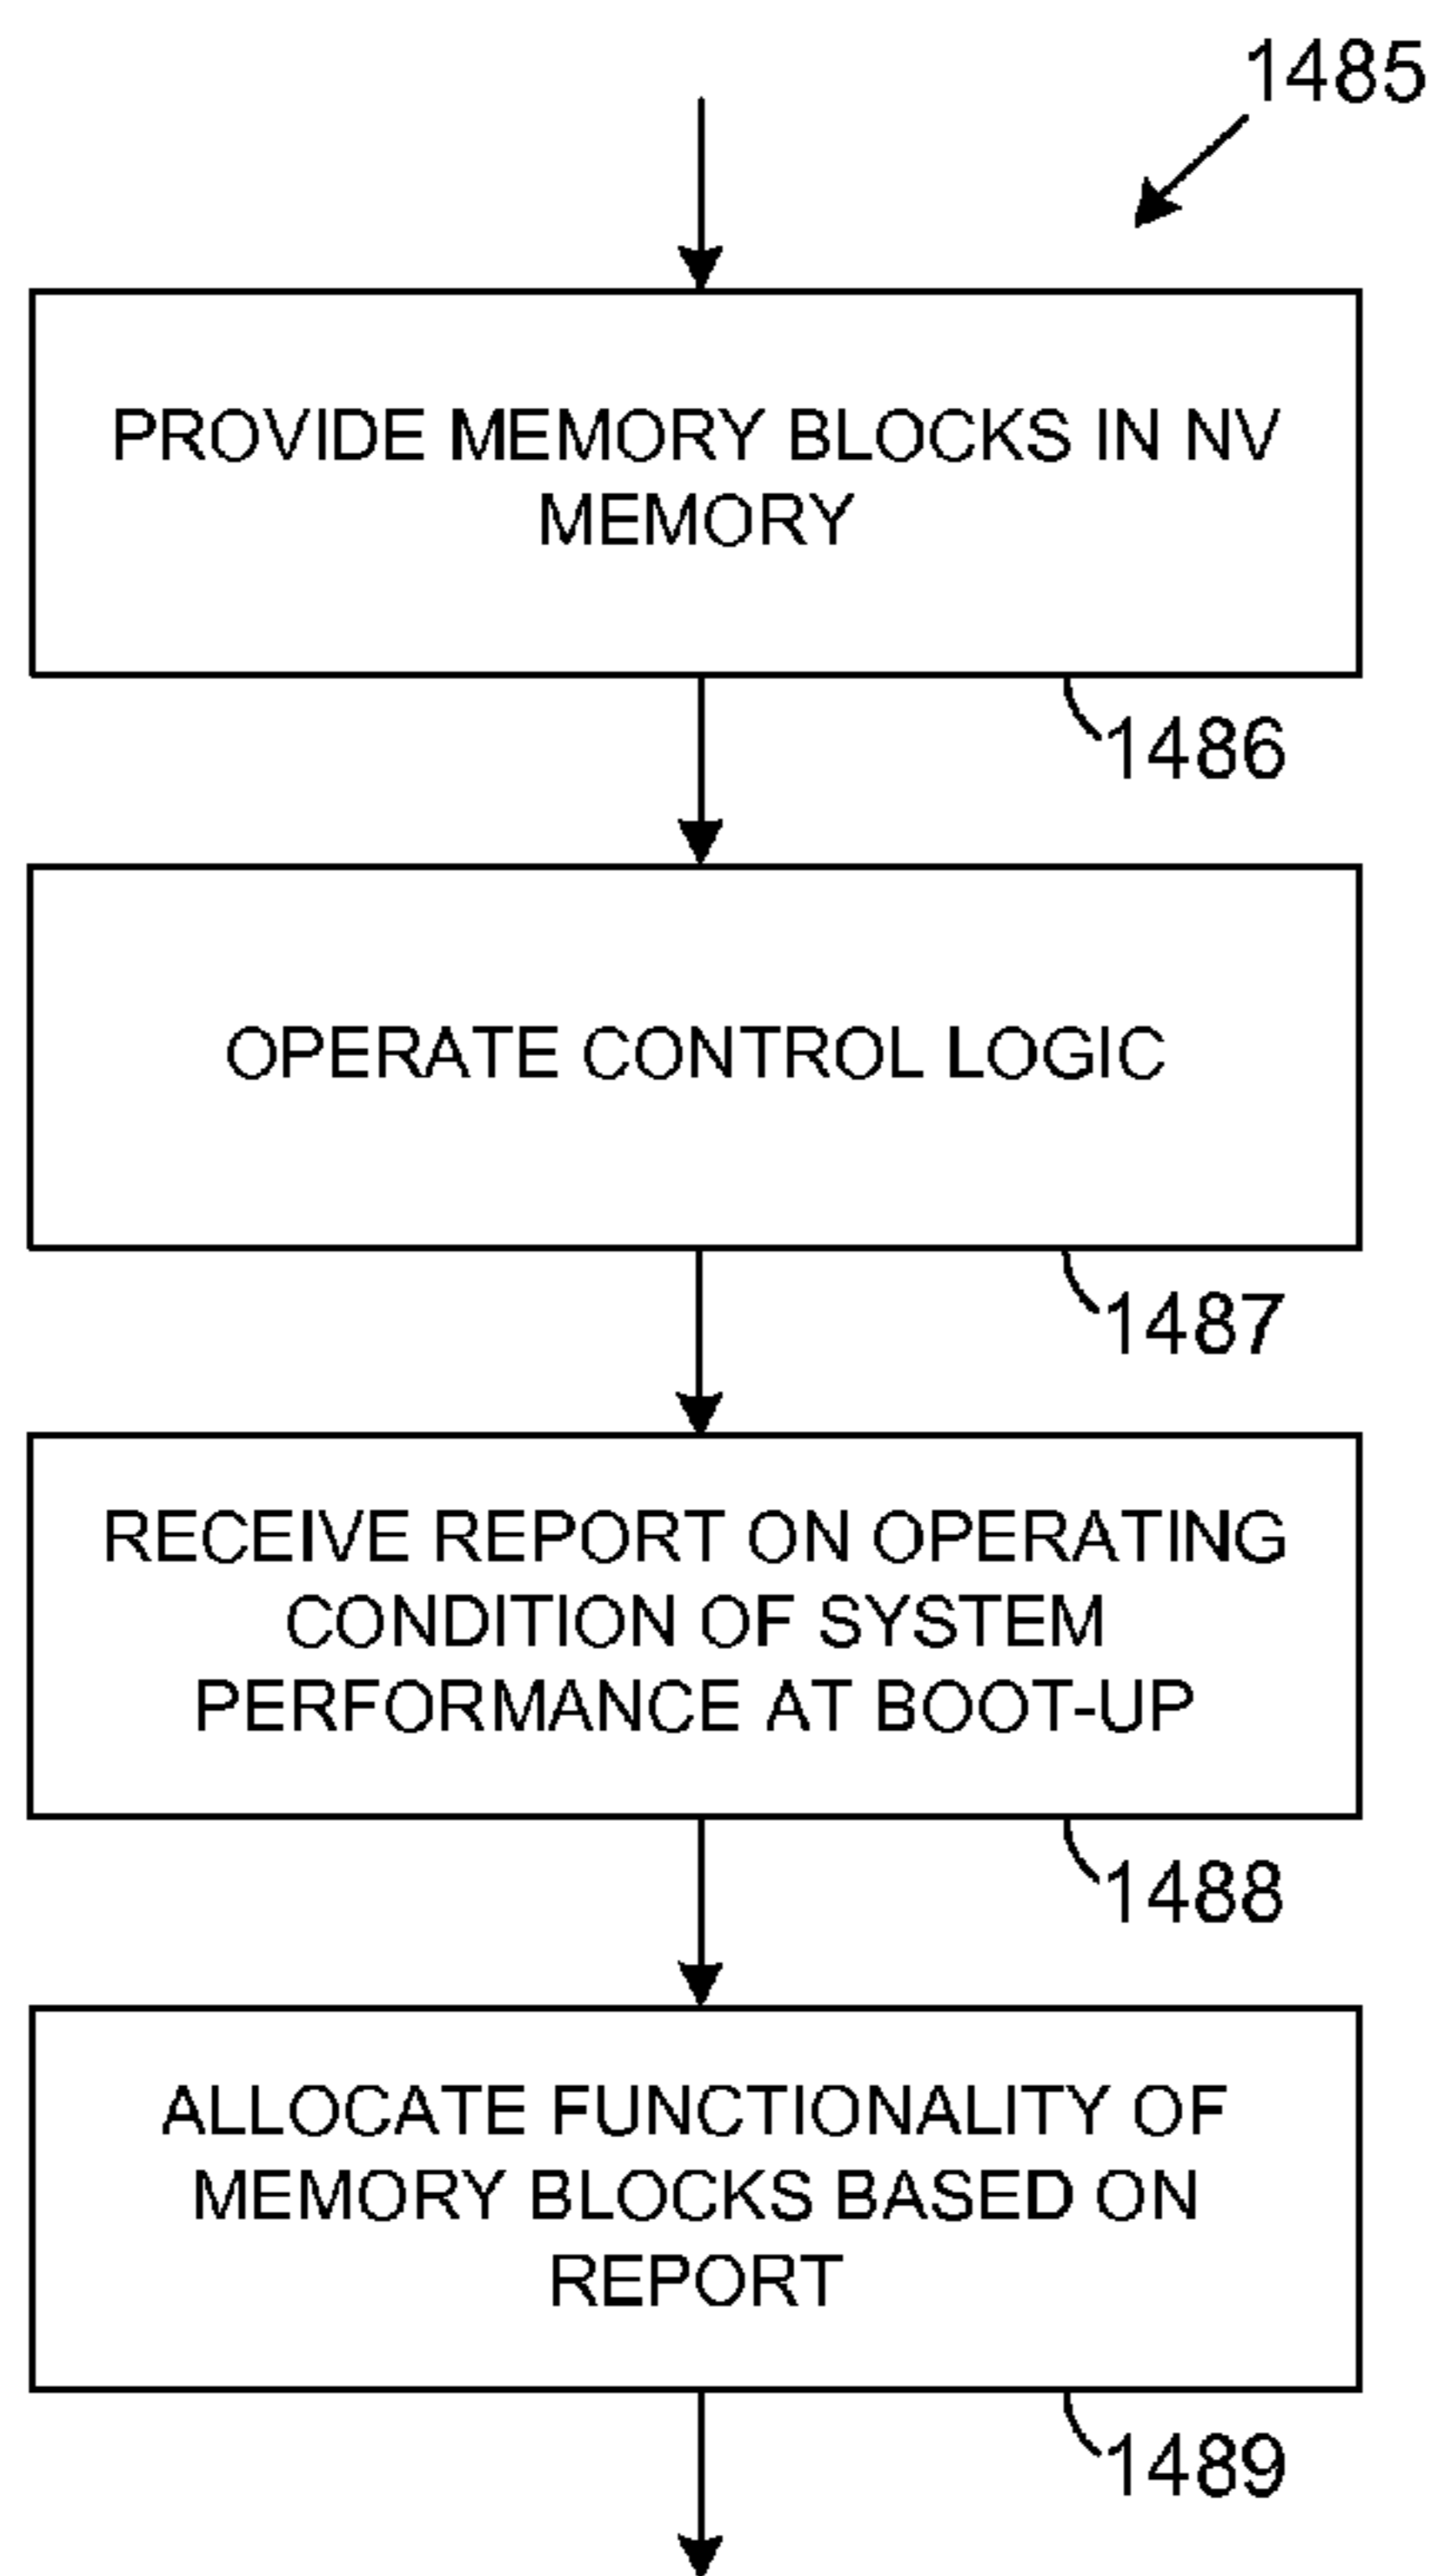 1485
PROVIDE MEMORY BLOCKS IN NV
MEMORY
1486
OPERATE CONTROL LOGIC
1487
RECEIVE REPORT ON OPERATING
CONDITION OF SYSTEM
PERFORMANCE AT BOOT-UP
1488
ALLOCATE FUNCTIONALITY OF
MEMORY BLOCKS BASED ON
REPORT
1489